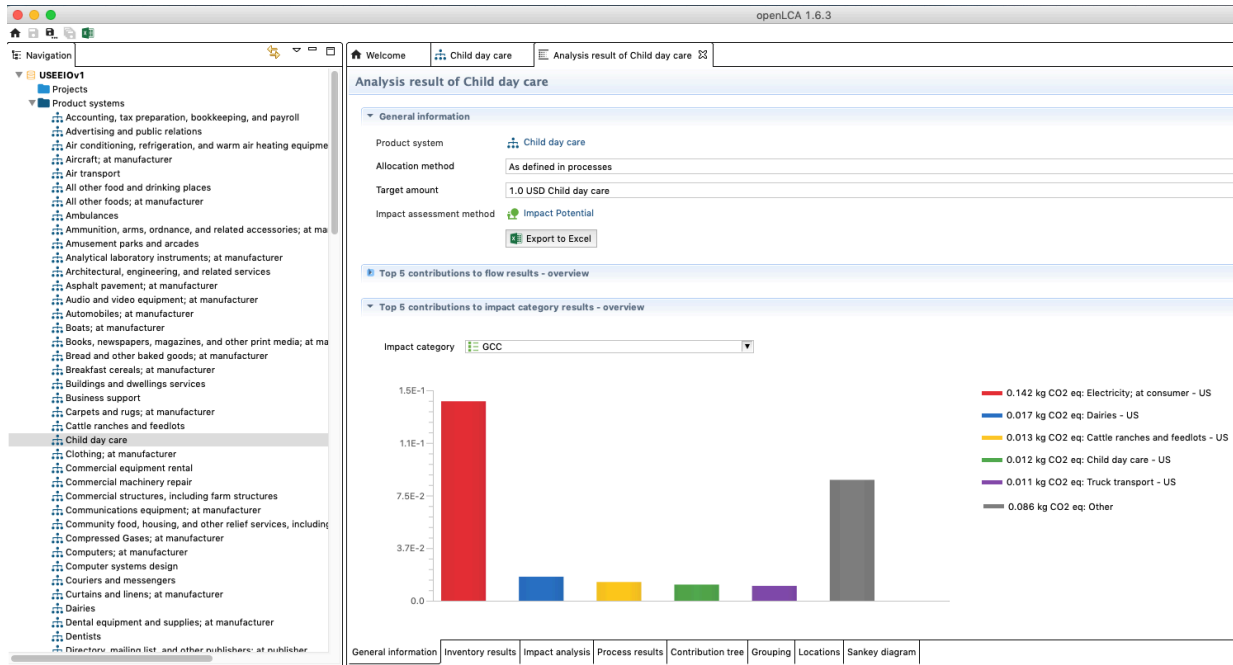 openLCA 1.6.3
Navigation
USEEIOv1
Projects
Product systems
Accounting, tax preparation, bookkeeping, and payroll
Advertising and public relations
Air conditioning, refrigeration, and warm air heating equipme
Aircraft; at manufacturer
Air transport
All other food and drinking places
All other foods; at manufacturer
Ambulances
Ammunition, arms, ordnance, and related accessories; at ma
Amusement parks and arcades
Analytical laboratory instruments; at manufacturer
Architectural, engineering, and related services
Asphalt pavement; at manufacturer
Audio and video equipment; at manufacturer
Automobiles; at manufacturer
Boats; at manufacturer
Books, newspapers, magazines, and other print media; at ma
Bread and other baked goods; at manufacturer
Breakfast cereals; at manufacturer
Buildings and dwellings services
Business support
Carpets and rugs; at manufacturer
Cattle ranches and feedlots
Child day care
Clothing; at manufacturer
Commercial equipment rental
Commercial machinery repair
Commercial structures, including farm structures
Communications equipment; at manufacturer
Community food, housing, and other relief services, including
Compressed Gases; at manufacturer
Computers; at manufacturer
Computer systems design
Couriers and messengers
Curtains and linens; at manufacturer
Dairies
Dental equipment and supplies; at manufacturer
Dentists
Directory, mailing list, and other publishers; at publisher
Welcome
Child day care
Analysis result of Child day care
Analysis result of Child day care
General information
Product system Child day care
Allocation method As defined in processes
Target amount 1.0 USD Child day care
Impact assessment method Impact Potential
Export to Excel
Top 5 contributions to flow results - overview
Top 5 contributions to impact category results - overview
Impact category GCC
1.5E-1
1.1E-1
7.5E-2
3.7E-2
0.0
0.142 kg CO2 eq: Electricity; at consumer - US
0.017 kg CO2 eq: Dairies - US
0.013 kg CO2 eq: Cattle ranches and feedlots - US
0.012 kg CO2 eq: Child day care - US
0.011 kg CO2 eq: Truck transport - US
0.086 kg CO2 eq: Other
General information Inventory results Impact analysis Process results Contribution tree Grouping Locations Sankey diagram